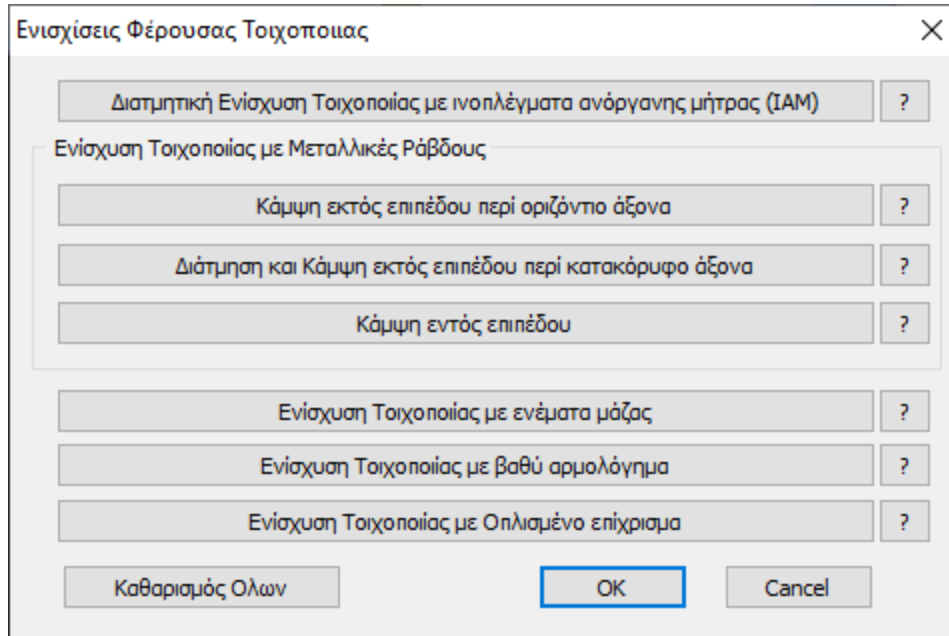 Ενισχίσεις Φέρουσας Τοιχοποιιας
Διατμητική Ενίσχυση Τοιχοποιίας με ινοπλέγματα ανόργανης μήτρας (ΙΑΜ) ?
Ενίσχυση Τοιχοποιίας με Μεταλλικές Ράβδους
Κάμψη εκτός επιπέδου περί οριζόντιο άξονα ?
Διάτμηση και Κάμψη εκτός επιπέδου περί κατακόρυφο άξονα ?
Κάμψη εντός επιπέδου ?
Ενίσχυση Τοιχοποιίας με ενέματα μάζας ?
Ενίσχυση Τοιχοποιίας με βαθύ αρμολόγημα ?
Ενίσχυση Τοιχοποιίας με Οπλισμένο επίχρισμα ?
Καθαρισμός Ολων OK Cancel